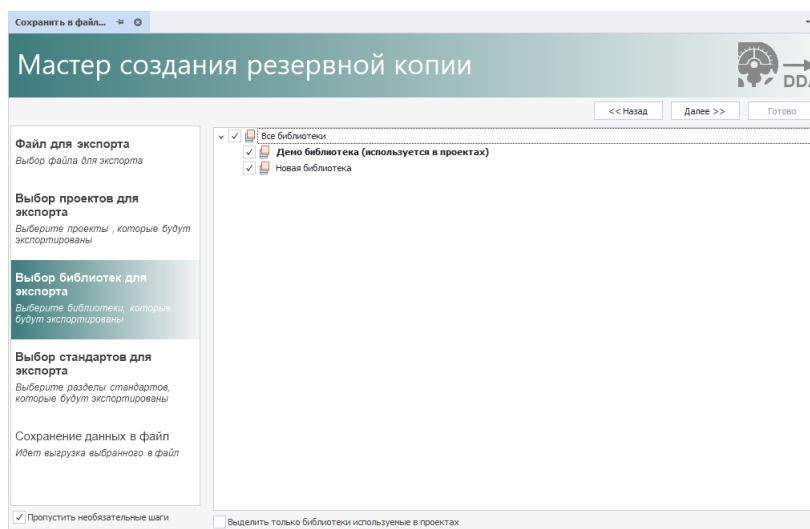 Сохранить в файл...
Мастер создания резервной копии
<< Назад
Далее >>
Готово
Файл для экспорта
Выбор файла для экспорта
Выбор проектов для
экспорта
Выберите проекты , которые будут
экспортированы
Выбор библиотек для
экспорта
Выберите библиотеки, которые
будут экспортированы
Выбор стандартов для
экспорта
Выберите разделы стандартов,
которые будут экспортированы
Сохранение данных в файл
Идет выгрузка выбранного в файл
Пропустить необязательные шаги
Все библиотеки
Демо библиотека (используется в проектах)
Новая библиотека
Выделить только библиотеки используемые в проектах